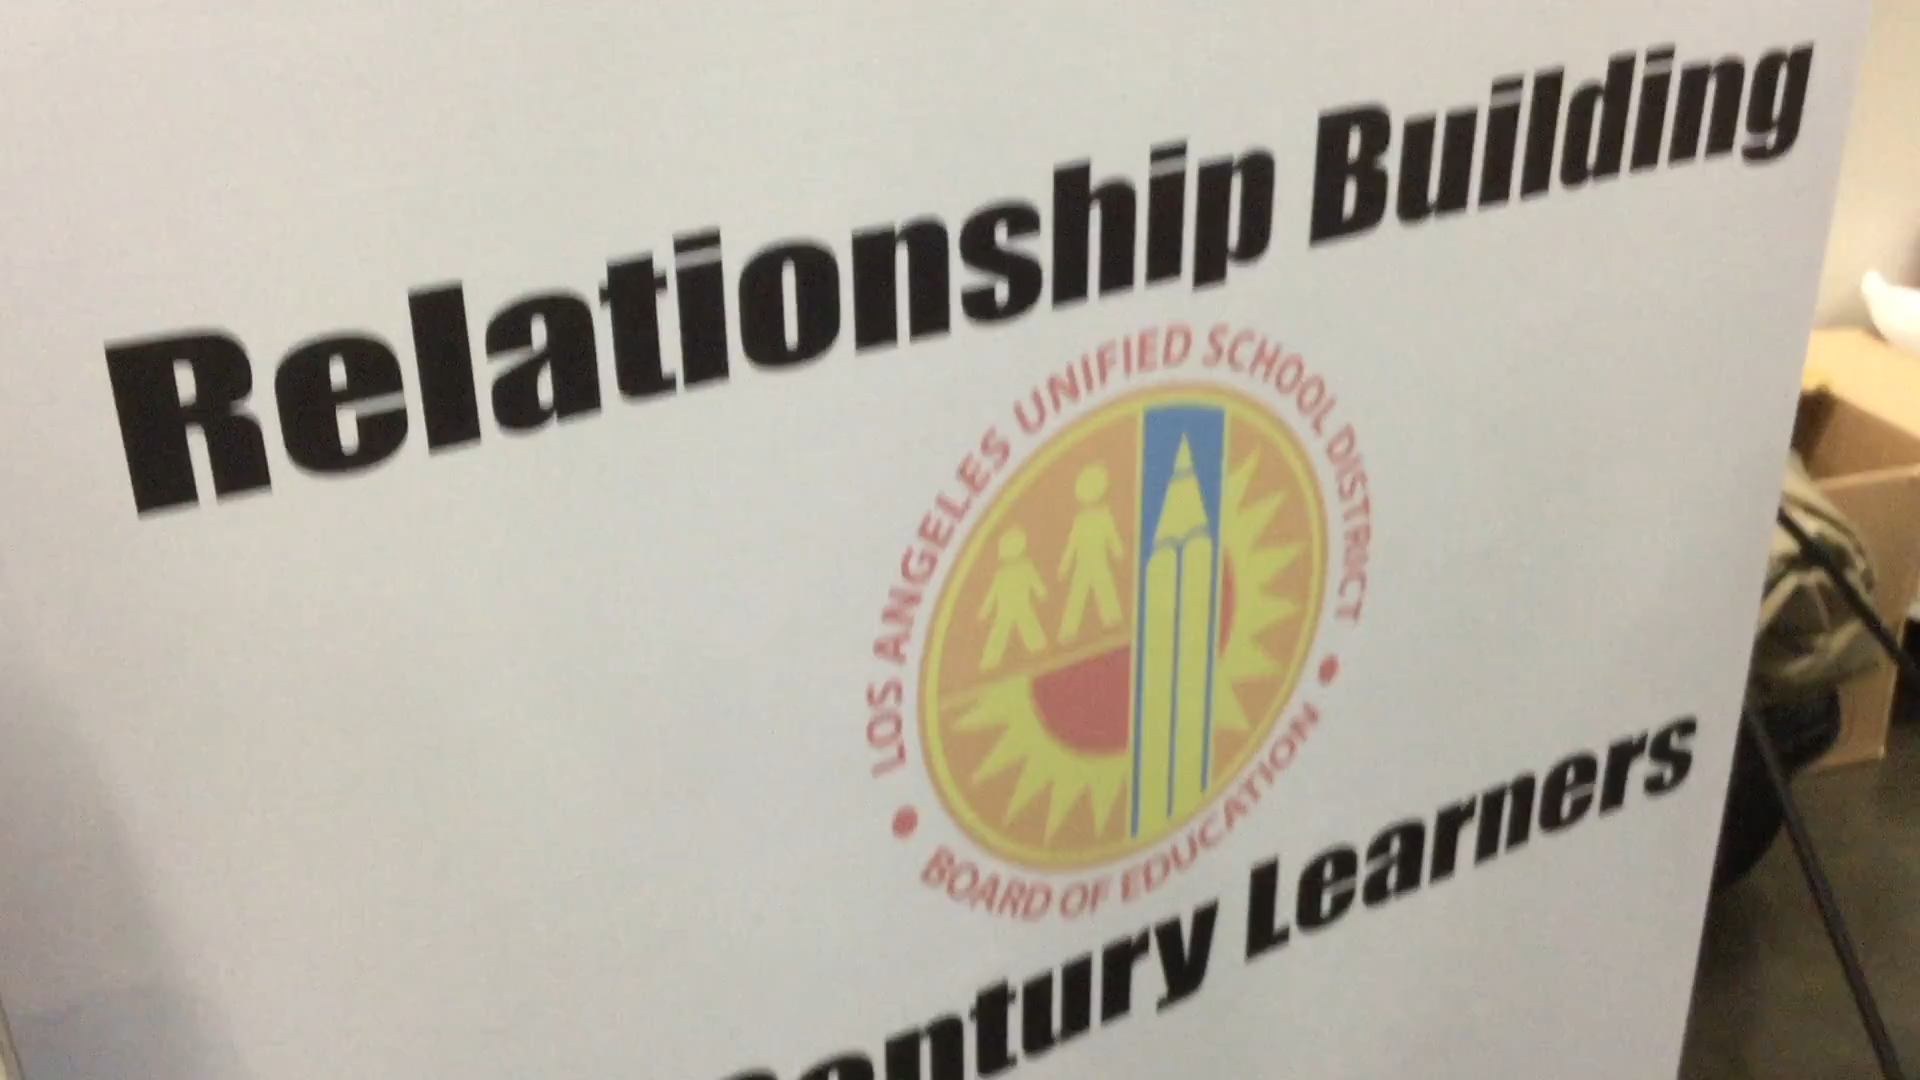 Relationship Building
LOS ANGELES UNIFIED SCHOOL DISTRICT
BOARD OF EDUCATION
Century Learners